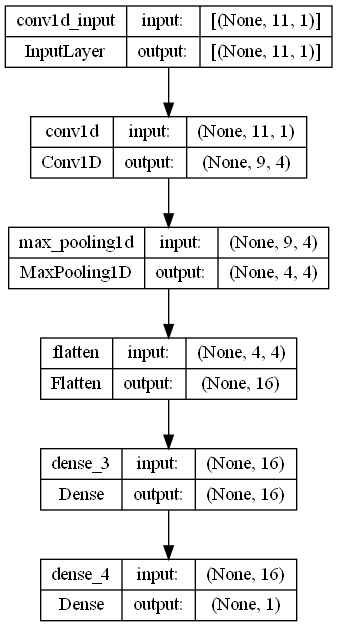 conv1d_input input: [(None, 11, 1)]
InputLayer output: [(None, 11, 1)]
conv1d input: (None, 11, 1)
Conv1D output: (None, 9, 4)
max_pooling1d input: (None, 9, 4)
MaxPooling1D output: (None, 4, 4)
flatten input: (None, 4, 4)
Flatten output: (None, 16)
dense_3 input: (None, 16)
Dense output: (None, 16)
dense_4 input: (None, 16)
Dense output: (None, 1)